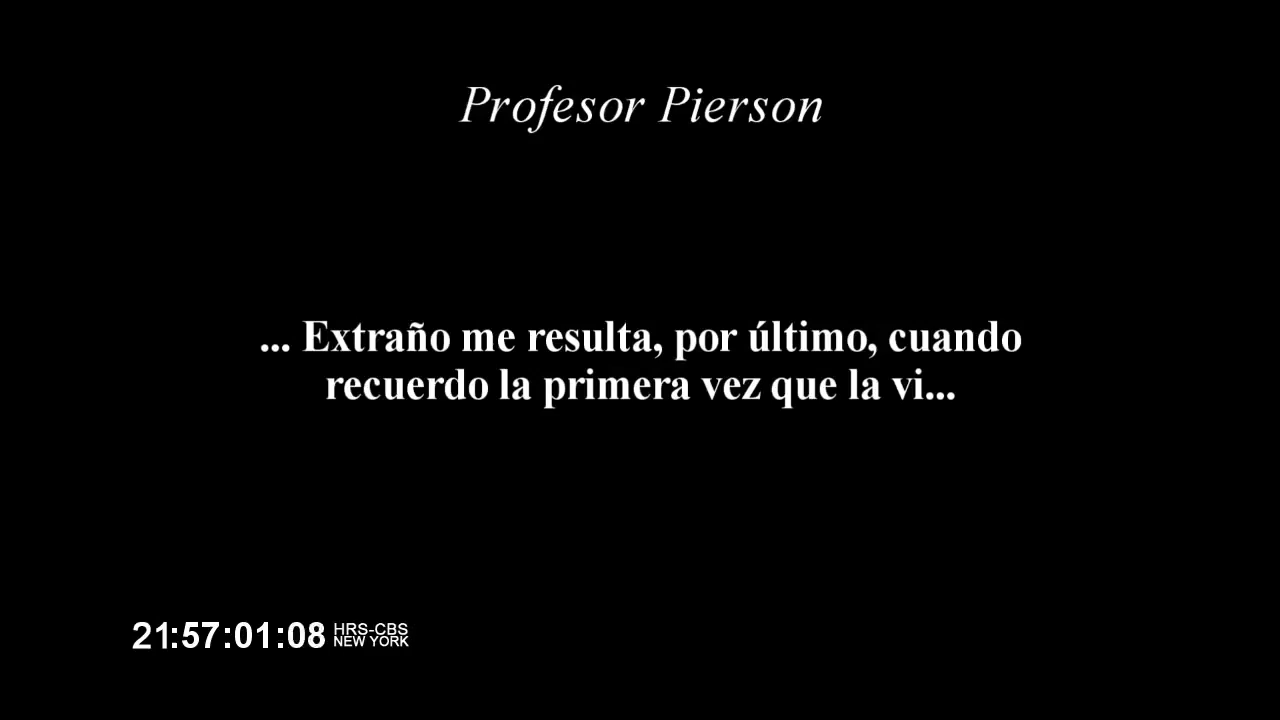 Profesor Pierson
... Extraño me resulta, por último, cuando
recuerdo la primera vez que la vi...
21:57:01:08 HRS-CBS
NEW YORK